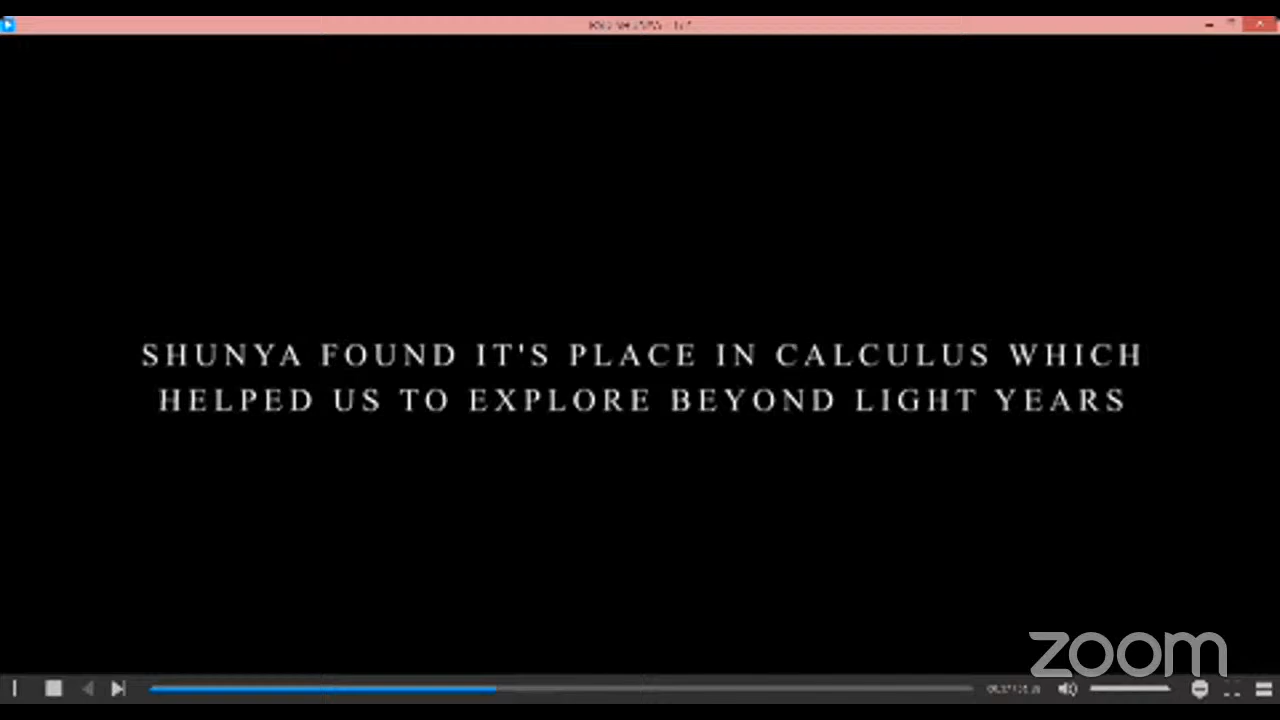 SHUNYA FOUND IT'S PLACE IN CALCULUS WHICH
HELPED US TO EXPLORE BEYOND LIGHT YEARS
zoom